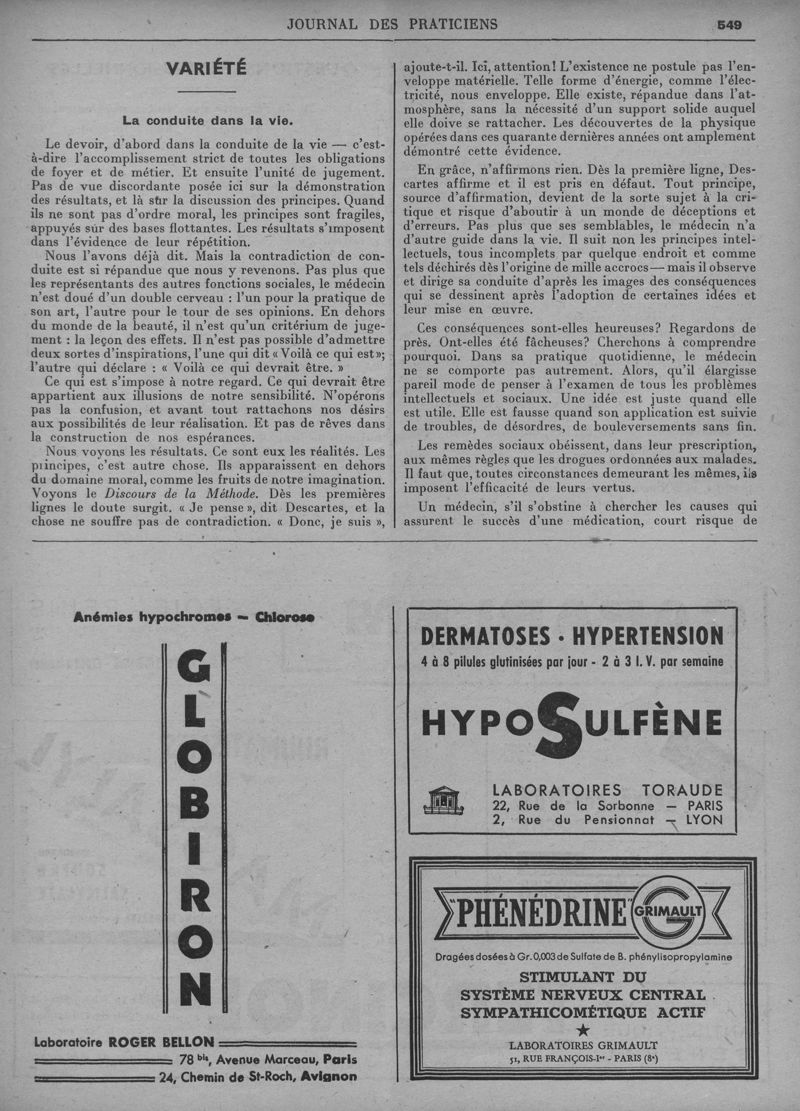 JOURNAL DES PRATICIENS
549
VARIÉTÉ
La conduite dans la vie.
Le devoir, d'abord dans la conduite de la vie — c'est-
à-dire l'accomplissement strict de toutes les obligations
de foyer et de métier. Et ensuite l'unité de jugement.
Pas de vue discordante posée ici sur la démonstration
des résultats, et là sur la discussion des principes. Quand
ils ne sont pas d'ordre moral, les principes sont fragiles,
appuyés sur des bases flottantes. Les résultats s'imposent
dans l'évidence de leur répétition.
Nous l'avons déjà dit. Mais la contradiction de con-
duite est si répandue que nous y revenons. Pas plus que
les représentants des autres fonctions sociales, le médecin
n'est doué d'un double cerveau : l'un pour la pratique de
son art, l'autre pour le tour de ses opinions. En dehors
du monde de la beauté, il n'est qu'un critérium de juge-
ment : la leçon des effets. Il n'est pas possible d'admettre
deux sortes d'inspirations, l'une qui dit « Voilà ce qui est »;
l'autre qui déclare : « Voilà ce qui devrait être. »
Ce qui est s'impose à notre regard. Ce qui devrait être
appartient aux illusions de notre sensibilité. N'opérons
pas la confusion, et avant tout rattachons nos désirs
aux possibilités de leur réalisation. Et pas de rêves dans
la construction de nos espérances.
Nous voyons les résultats. Ce sont eux les réalités. Les
principes, c'est autre chose. Ils apparaissent en dehors
du domaine moral, comme les fruits de notre imagination.
Voyons le Discours de la Méthode. Dès les premières
lignes le doute surgit. « Je pense », dit Descartes, et la
chose ne souffre pas de contradiction. « Donc, je suis »,
ajoute-t-il. Ici, attention! L'existence ne postule pas l'en-
veloppe matérielle. Telle forme d'énergie, comme l'élec-
tricité, nous enveloppe. Elle existe, répandue dans l'at-
mosphère, sans la nécessité d'un support solide auquel
elle doive se rattacher. Les découvertes de la physique
opérées dans ces quarante dernières années ont amplement
démontré cette évidence.
En grâce, n'affirmons rien. Dès la première ligne, Des-
cartes affirme et il est pris en défaut. Tout principe,
source d'affirmation, devient de la sorte sujet à la cri-
tique et risque d'aboutir à un monde de déceptions et
d'erreurs. Pas plus que ses semblables, le médecin n'a
d'autre guide dans la vie. Il suit non les principes intel-
lectuels, tous incomplets par quelque endroit et comme
tels déchirés dès l'origine de mille accrocs — mais il observe
et dirige sa conduite d'après les images des conséquences
qui se dessinent après l'adoption de certaines idées et
leur mise en œuvre.
Ces conséquences sont-elles heureuses? Regardons de
près. Ont-elles été fâcheuses? Cherchons à comprendre
pourquoi. Dans sa pratique quotidienne, le médecin
ne se comporte pas autrement. Alors, qu'il élargisse
pareil mode de penser à l'examen de tous les problèmes
intellectuels et sociaux. Une idée est juste quand elle
est utile. Elle est fausse quand son application est suivie
de troubles, de désordres, de bouleversements sans fin.
Les remèdes sociaux obéissent, dans leur prescription,
aux mêmes règles que les drogues ordonnées aux malades.
Il faut que, toutes circonstances demeurant les mêmes, ils
imposent l'efficacité de leurs vertus.
Un médecin, s'il s'obstine à chercher les causes qui
assurent le succès d'une médication, court risque de
Anémies hypochromes — Chlorose
GLOBIRON
Laboratoire ROGER BELLON
78 bis, Avenue Marceau, Paris
24, Chemin de St-Roch, Avignon
DERMATOSES · HYPERTENSION
4 à 8 pilules glutinisées par jour - 2 à 3 I. V. par semaine
HYPOSULFÈNE
LABORATOIRES TORAUDE
22, Rue de la Sorbonne — PARIS
2, Rue du Pensionnat — LYON
"PHÉNÉDRINE" GRIMAULT
Dragées dosées à Gr. 0,003 de Sulfate de B. phénylisopropylamine
STIMULANT DU
SYSTÈME NERVEUX CENTRAL
SYMPATHICOMÉTIQUE ACTIF
LABORATOIRES GRIMAULT
51, RUE FRANÇOIS-Ier - PARIS (8e)